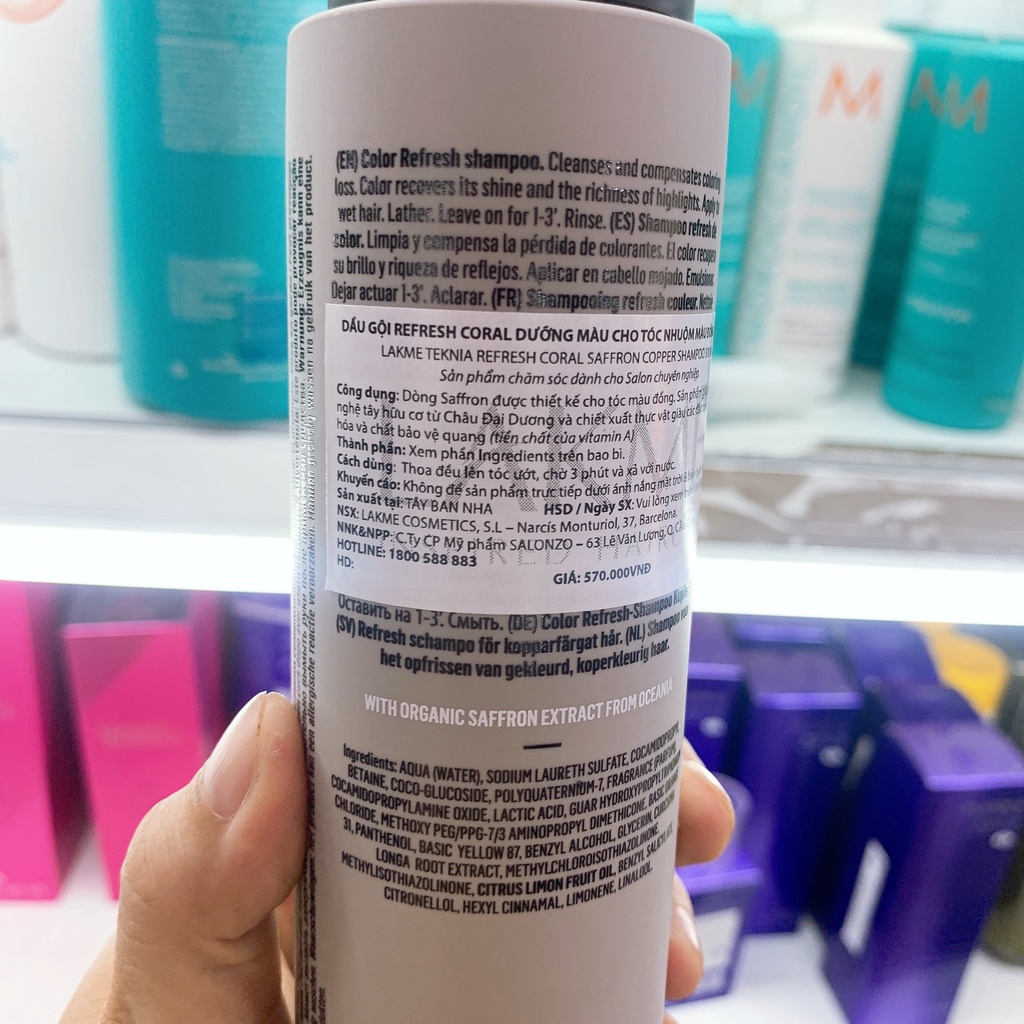 (EN) Color Refresh shampoo. Cleanses and compensates coloring
loss. Color recovers its shine and the richness of highlights. Apply to
wet hair. Lather. Leave on for 1-3'. Rinse. (ES) Shampoo refresh de
color. Limpia y compensa la pérdida de colorantes. El color recupera
su brillo y riqueza de reflejos. Aplicar en cabello mojado. Emulsionar.
Dejar actuar 1-3'. Aclarar. (FR) Shampooing refresh couleur. Nettoie
DẦU GỘI REFRESH CORAL DƯỠNG MÀU CHO TÓC NHUỘM MÀU
LAKME TEKNIA REFRESH CORAL SAFFRON COPPER SHAMPOO
Sản phẩm chăm sóc dành cho Salon chuyên nghiệp
Công dụng: Dòng Saffron được thiết kế cho tóc màu đồng. Sản phẩm
nghệ tây hữu cơ từ Châu Đại Dương và chiết xuất thực vật giàu các
hóa và chất bảo vệ quang (tiền chất của vitamin A)
Thành phần: Xem phần Ingredients trên bao bì.
Cách dùng: Thoa đều lên tóc ướt, chờ 3 phút và xả với nước.
Khuyến cáo: Không để sản phẩm trực tiếp dưới ánh nắng mặt trời
Sản xuất tại: TÂY BAN NHA HSD / Ngày SX: Vui lòng xem
NSX: LAKME COSMETICS, S.L – Narcís Monturiol, 37, Barcelona.
NNK&NPP: C.Ty CP Mỹ phẩm SALONZO – 63 Lê Văn Lương, Q,
HOTLINE: 1800 588 883
HD:
GIÁ: 570.000VNĐ
Оставить на 1-3'. Смыть. (DE) Color Refresh-Shampoo
(SV) Refresh schampo för kopparfärgat hår. (NL) Shampoo voor
het opfrissen van gekleurd, koperkleurig haar.
WITH ORGANIC SAFFRON EXTRACT FROM OCEANIA
Ingredients: AQUA (WATER), SODIUM LAURETH SULFATE, COCAMIDOPROPYL
BETAINE, COCO-GLUCOSIDE, POLYQUATERNIUM-7, FRAGRANCE (PARFUM),
COCAMIDOPROPYLAMINE OXIDE, LACTIC ACID, GUAR HYDROXYPROPYLTRIMONIUM
CHLORIDE, METHOXY PEG/PPG-7/3 AMINOPROPYL DIMETHICONE, BASIC ORANGE
31, PANTHENOL, BASIC YELLOW 87, BENZYL ALCOHOL, GLYCERIN, CURCUMA
LONGA ROOT EXTRACT, METHYLCHLOROISOTHIAZOLINONE,
METHYLISOTHIAZOLINONE, CITRUS LIMON FRUIT OIL, BENZYL SALICYLATE,
CITRONELLOL, HEXYL CINNAMAL, LIMONENE, LINALOOL.